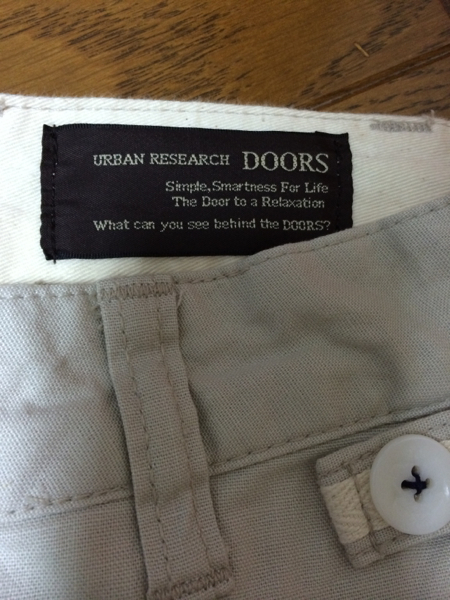 URBAN RESEARCH DOORS
Simple, Smartness For Life
The Door to a Relaxation
What can you see behind the DOORS?